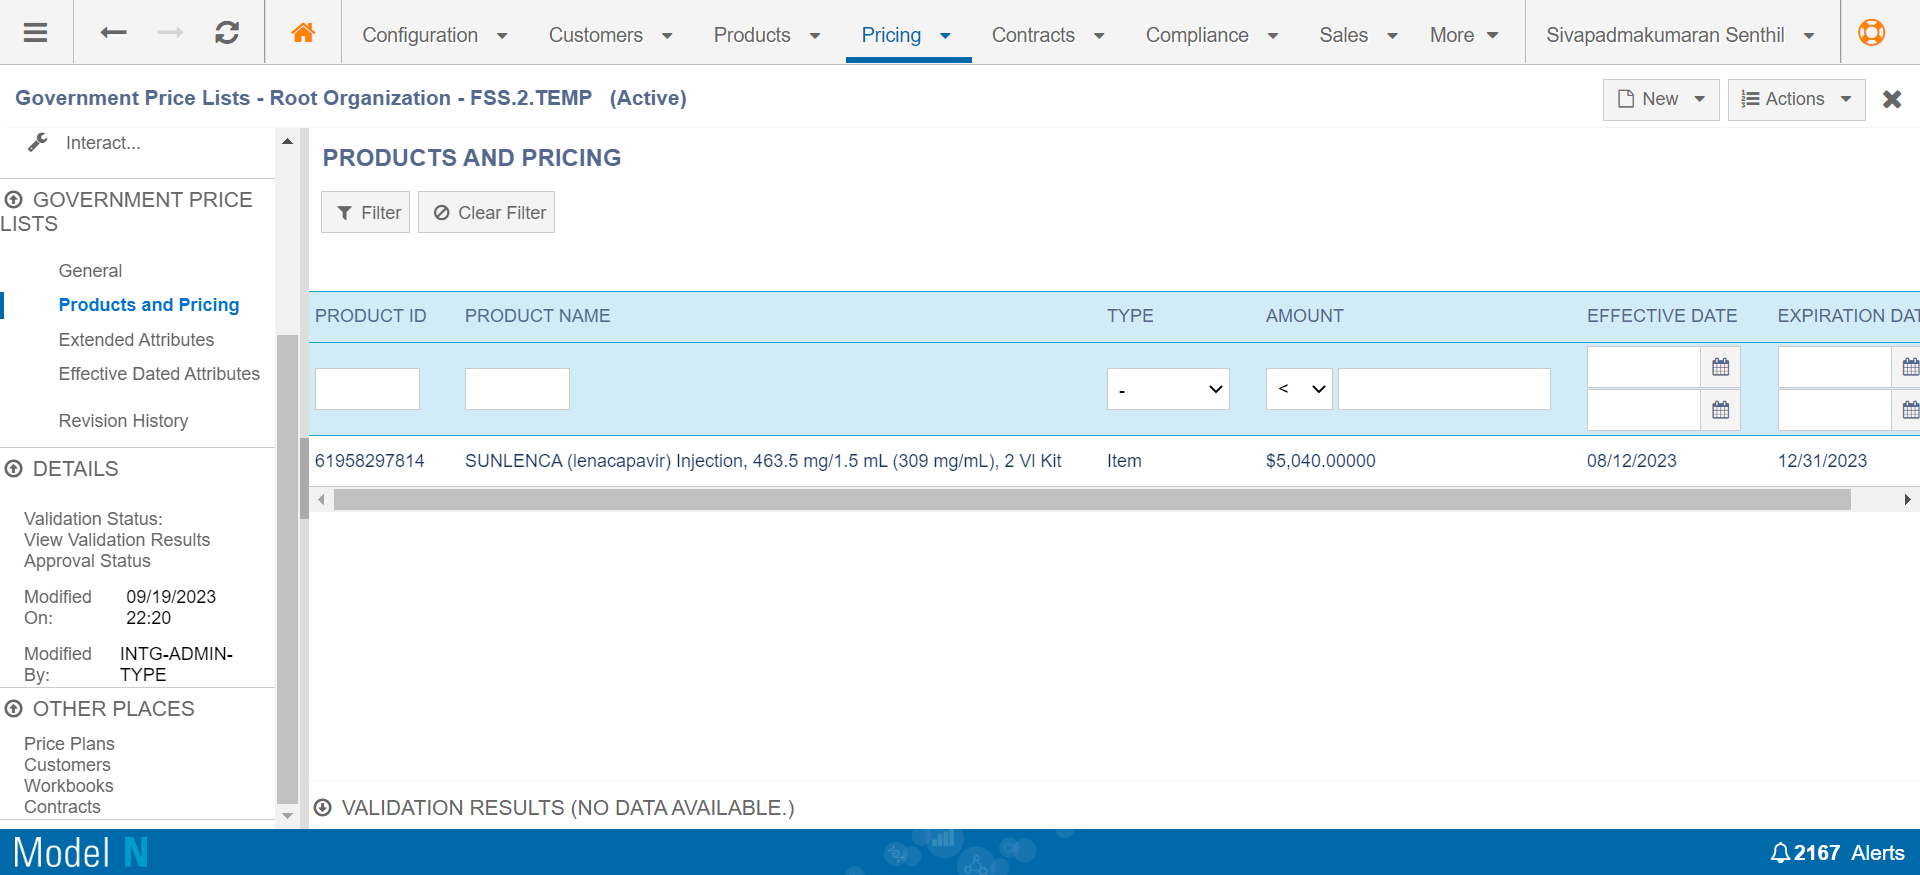 Configuration Customers Products Pricing Contracts Compliance Sales More Sivapadmakumaran Senthil
Government Price Lists - Root Organization - FSS.2.TEMP (Active) New Actions
Interact...
GOVERNMENT PRICE
LISTS
General
Products and Pricing
Extended Attributes
Effective Dated Attributes
Revision History
DETAILS
Validation Status:
View Validation Results
Approval Status
Modified 09/19/2023
On: 22:20
Modified INTG-ADMIN-
By: TYPE
OTHER PLACES
Price Plans
Customers
Workbooks
Contracts
PRODUCTS AND PRICING
Filter Clear Filter
PRODUCT ID PRODUCT NAME TYPE AMOUNT EFFECTIVE DATE EXPIRATION DAT
- <
61958297814 SUNLENCA (lenacapavir) Injection, 463.5 mg/1.5 mL (309 mg/mL), 2 VI Kit Item $5,040.00000 08/12/2023 12/31/2023
VALIDATION RESULTS (NO DATA AVAILABLE.)
Model N 2167 Alerts